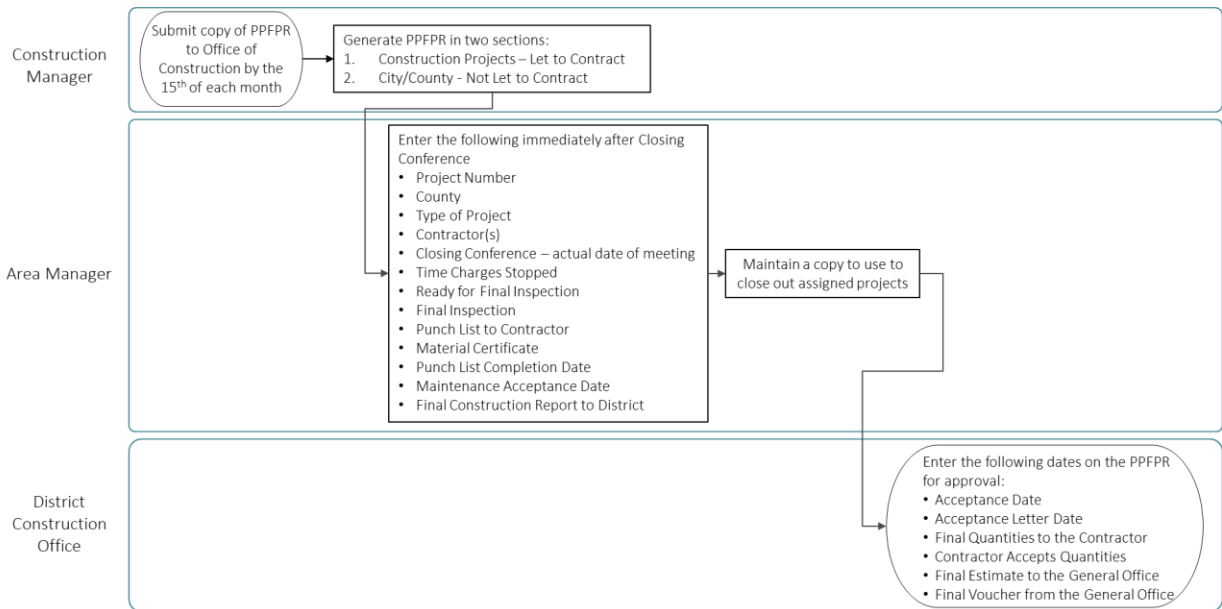 Construction
Manager
Submit copy of PPFPR
to Office of
Construction by the
15th of each month
Generate PPFPR in two sections:
1. Construction Projects – Let to Contract
2. City/County - Not Let to Contract
Area Manager
Enter the following immediately after Closing
Conference
• Project Number
• County
• Type of Project
• Contractor(s)
• Closing Conference – actual date of meeting
• Time Charges Stopped
• Ready for Final Inspection
• Final Inspection
• Punch List to Contractor
• Material Certificate
• Punch List Completion Date
• Maintenance Acceptance Date
• Final Construction Report to District
Maintain a copy to use to
close out assigned projects
District
Construction
Office
Enter the following dates on the PPFPR
for approval:
• Acceptance Date
• Acceptance Letter Date
• Final Quantities to the Contractor
• Contractor Accepts Quantities
• Final Estimate to the General Office
• Final Voucher from the General Office